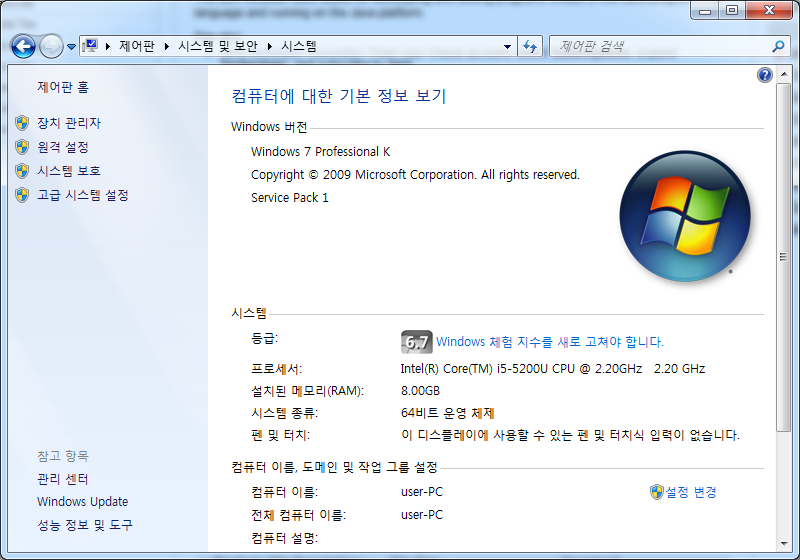 language and running on the Java platform.
제어판 ▸ 시스템 및 보안 ▸ 시스템
제어판 검색
제어판 홈
장치 관리자
원격 설정
시스템 보호
고급 시스템 설정
참고 항목
관리 센터
Windows Update
성능 정보 및 도구
컴퓨터에 대한 기본 정보 보기
Windows 버전
Windows 7 Professional K
Copyright © 2009 Microsoft Corporation. All rights reserved.
Service Pack 1
시스템
등급: 6.7 Windows 체험 지수를 새로 고쳐야 합니다.
프로세서: Intel(R) Core(TM) i5-5200U CPU @ 2.20GHz 2.20 GHz
설치된 메모리(RAM): 8.00GB
시스템 종류: 64비트 운영 체제
펜 및 터치: 이 디스플레이에 사용할 수 있는 펜 및 터치식 입력이 없습니다.
컴퓨터 이름, 도메인 및 작업 그룹 설정
컴퓨터 이름: user-PC 설정 변경
전체 컴퓨터 이름: user-PC
컴퓨터 설명: